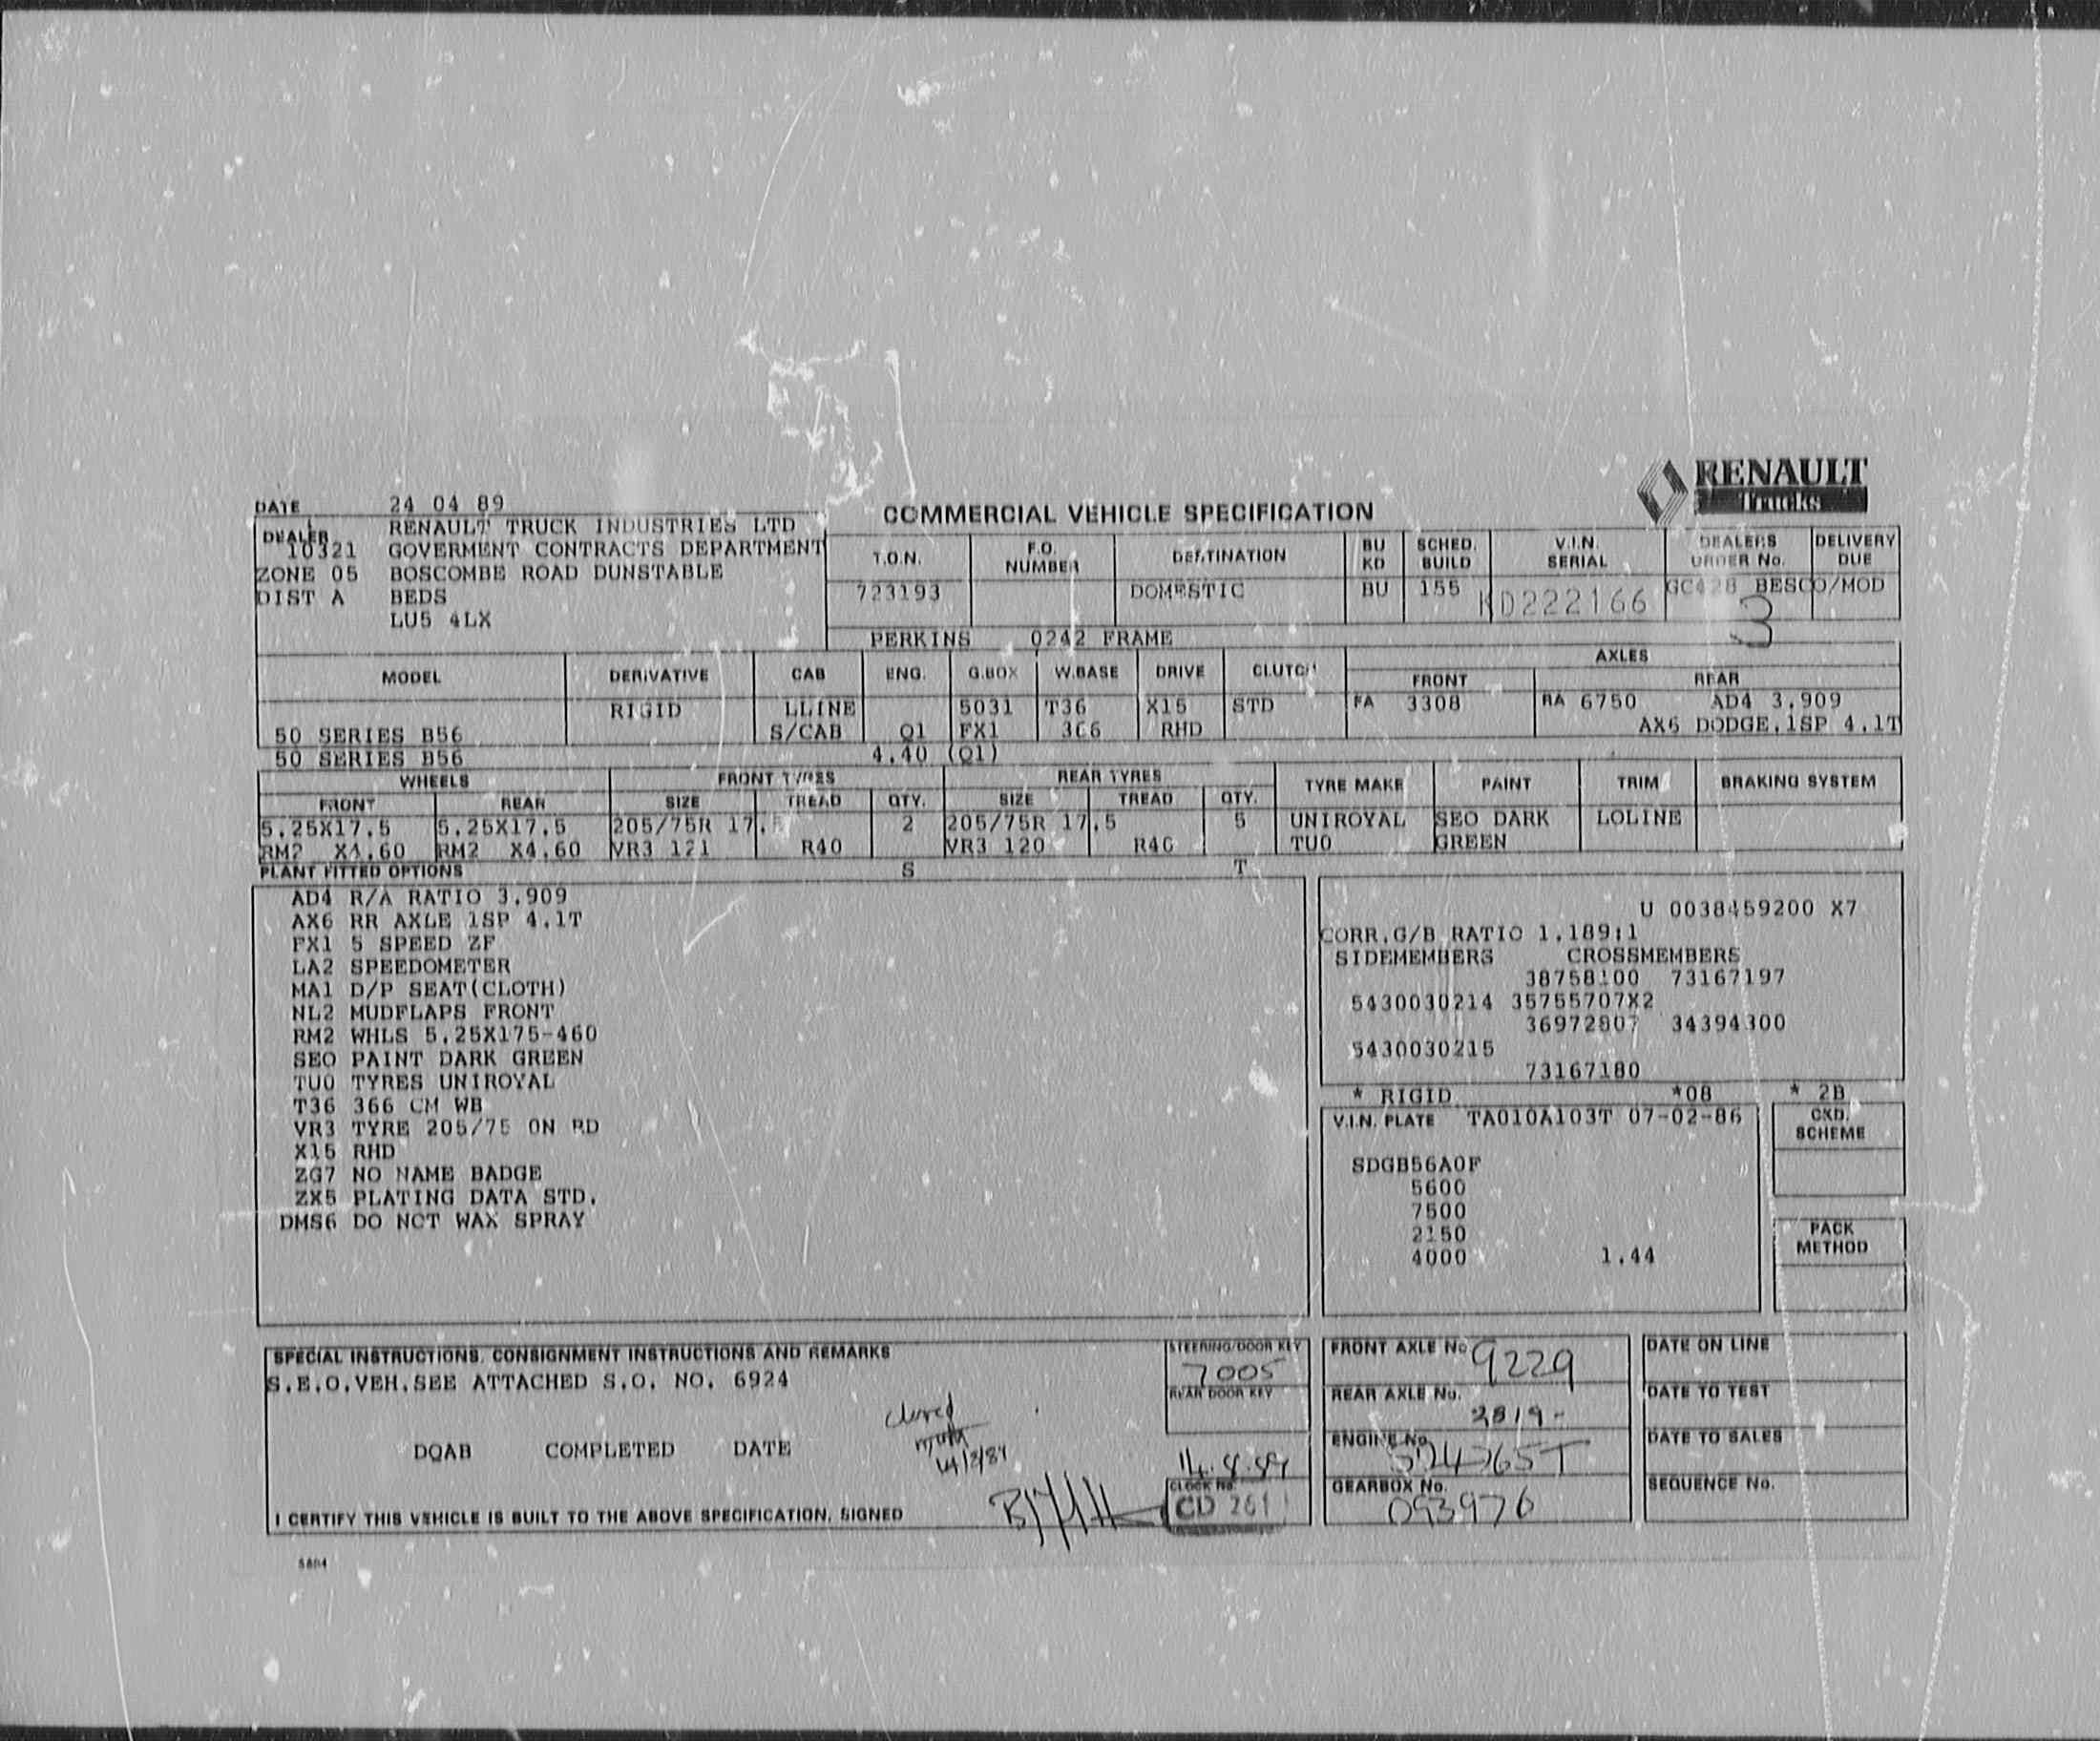 RENAULT
Trucks
DATE 24 04 89
COMMERCIAL VEHICLE SPECIFICATION
DEALER RENAULT TRUCK INDUSTRIES LTD
10321 GOVERMENT CONTRACTS DEPARTMENT
ZONE 05 BOSCOMBE ROAD DUNSTABLE
DIST A BEDS
LU5 4LX
T.O.N. F.O. NUMBER DESTINATION BU KD SCHED. BUILD V.I.N. SERIAL DEALERS ORDER No. DELIVERY DUE
723193 DOMESTIC BU 155 KD222166 GC428 BESCO/MOD
3
PERKINS 0242 FRAME
MODEL DERIVATIVE CAB ENG. G.BOX W.BASE DRIVE CLUTCH AXLES
FRONT REAR
RIGID LLINE 5031 T36 X15 STD FA 3308 RA 6750 AD4 3.909
50 SERIES B56 S/CAB Q1 FX1 366 RHD AX6 DODGE.1SP 4.1T
50 SERIES B56 4.40 (Q1)
WHEELS FRONT TYRES REAR TYRES TYRE MAKE PAINT TRIM BRAKING SYSTEM
FRONT REAR SIZE TREAD QTY. SIZE TREAD QTY.
5.25X17.5 5.25X17.5 205/75R 17.5 2 205/75R 17.5 5 UNIROYAL SEO DARK LOLINE
RM2 X4.60 RM2 X4.60 VR3 121 R40 VR3 120 R40 TU0 GREEN
PLANT FITTED OPTIONS S T
AD4 R/A RATIO 3.909
AX6 RR AXLE 1SP 4.1T
FX1 5 SPEED ZF
LA2 SPEEDOMETER
MA1 D/P SEAT(CLOTH)
NL2 MUDFLAPS FRONT
RM2 WHLS 5.25X175-460
SEO PAINT DARK GREEN
TU0 TYRES UNIROYAL
T36 366 CM WB
VR3 TYRE 205/75 ON RD
X15 RHD
ZG7 NO NAME BADGE
ZX5 PLATING DATA STD.
DMS6 DO NOT WAX SPRAY
U 0038459200 X7
CORR.G/B RATIO 1.189:1
SIDEMEMBERS CROSSMEMBERS
38758100 73167197
5430030214 35755707X2
36972807 34394300
5430030215
73167180
* RIGID *08 * 2B
V.I.N. PLATE TA010A103T 07-02-86
CKD. SCHEME
SDGB56A0F
5600
7500
2150
4000 1.44
PACK METHOD
SPECIAL INSTRUCTIONS. CONSIGNMENT INSTRUCTIONS AND REMARKS
S.E.O.VEH.SEE ATTACHED S.O. NO. 6924
DQAB COMPLETED DATE
I CERTIFY THIS VEHICLE IS BUILT TO THE ABOVE SPECIFICATION. SIGNED
STEERING/DOOR KEY
7005
REAR DOOR KEY
14.8.89
CLOCK No.
CD 261
FRONT AXLE No 9229
REAR AXLE No.
ENGINE No.
GEARBOX No.
093976
DATE ON LINE
DATE TO TEST
DATE TO SALES
SEQUENCE No.
5804